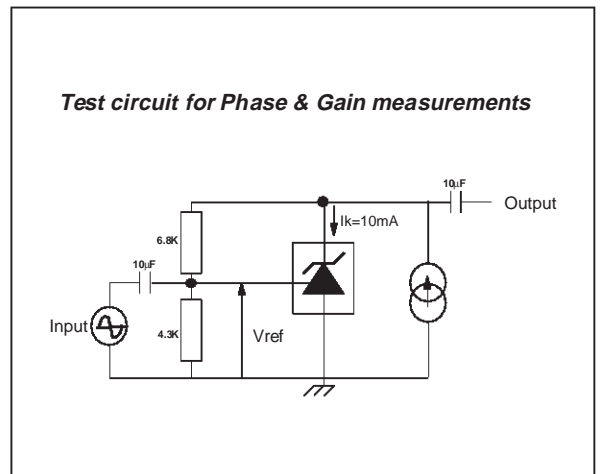 Test circuit for Phase & Gain measurements
10µF
Output
Ik=10mA
6.8K
10µF
Input
4.3K
Vref